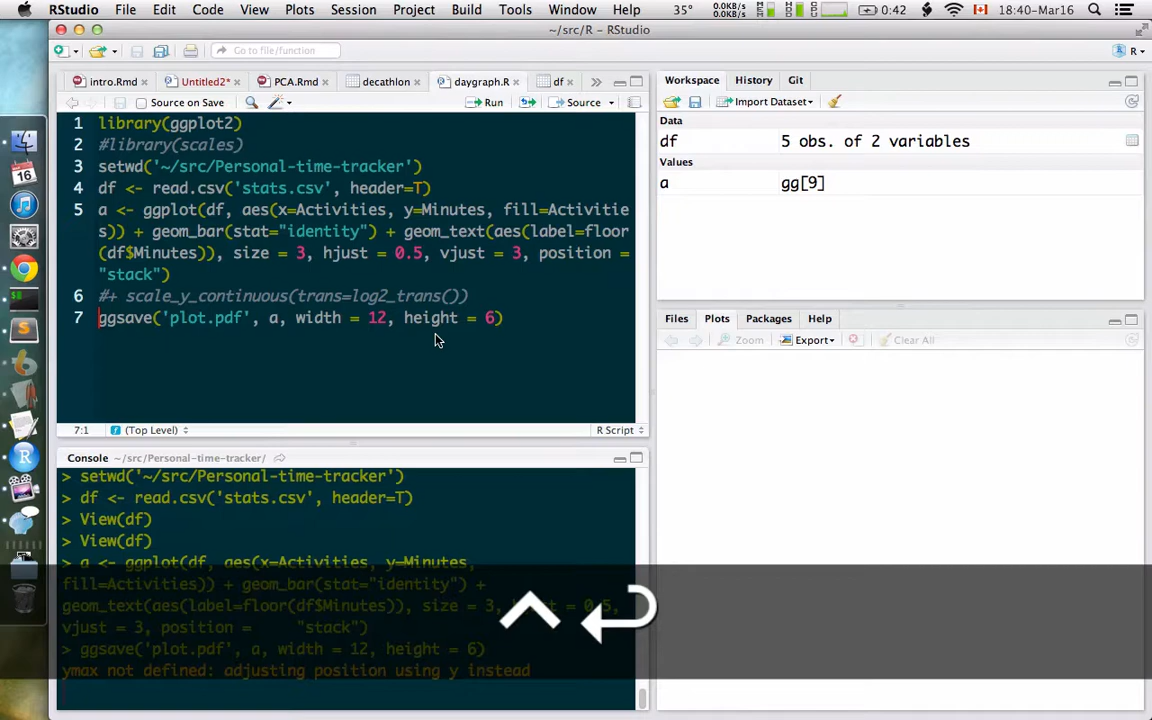 RStudio File Edit Code View Plots Session Project Build Tools Window Help 35° 0.0KB/s 0.0KB/s 0:42 18:40-Mar16
~/src/R - RStudio
Go to file/function R
intro.Rmd Untitled2* PCA.Rmd decathlon daygraph.R df
Source on Save Run Source
1 library(ggplot2)
2 #library(scales)
3 setwd('~/src/Personal-time-tracker')
4 df <- read.csv('stats.csv', header=T)
5 a <- ggplot(df, aes(x=Activities, y=Minutes, fill=Activitie
s)) + geom_bar(stat="identity") + geom_text(aes(label=floor
(df$Minutes)), size = 3, hjust = 0.5, vjust = 3, position =
"stack")
6 #+ scale_y_continuous(trans=log2_trans())
7 ggsave('plot.pdf', a, width = 12, height = 6)
7:1 (Top Level) R Script
Console ~/src/Personal-time-tracker/
> setwd('~/src/Personal-time-tracker')
> df <- read.csv('stats.csv', header=T)
> View(df)
> View(df)
> a <- ggplot(df, aes(x=Activities, y=Minutes,
fill=Activities)) + geom_bar(stat="identity") +
geom_text(aes(label=floor(df$Minutes)), size = 3, hjust = 0.5,
vjust = 3, position = "stack")
> ggsave('plot.pdf', a, width = 12, height = 6)
ymax not defined: adjusting position using y instead
Workspace History Git
Import Dataset
Data
df 5 obs. of 2 variables
Values
a gg[9]
Files Plots Packages Help
Zoom Export Clear All
16